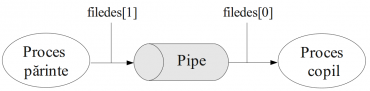 filedes[1]
filedes[0]
Proces
părinte
Pipe
Proces
copil